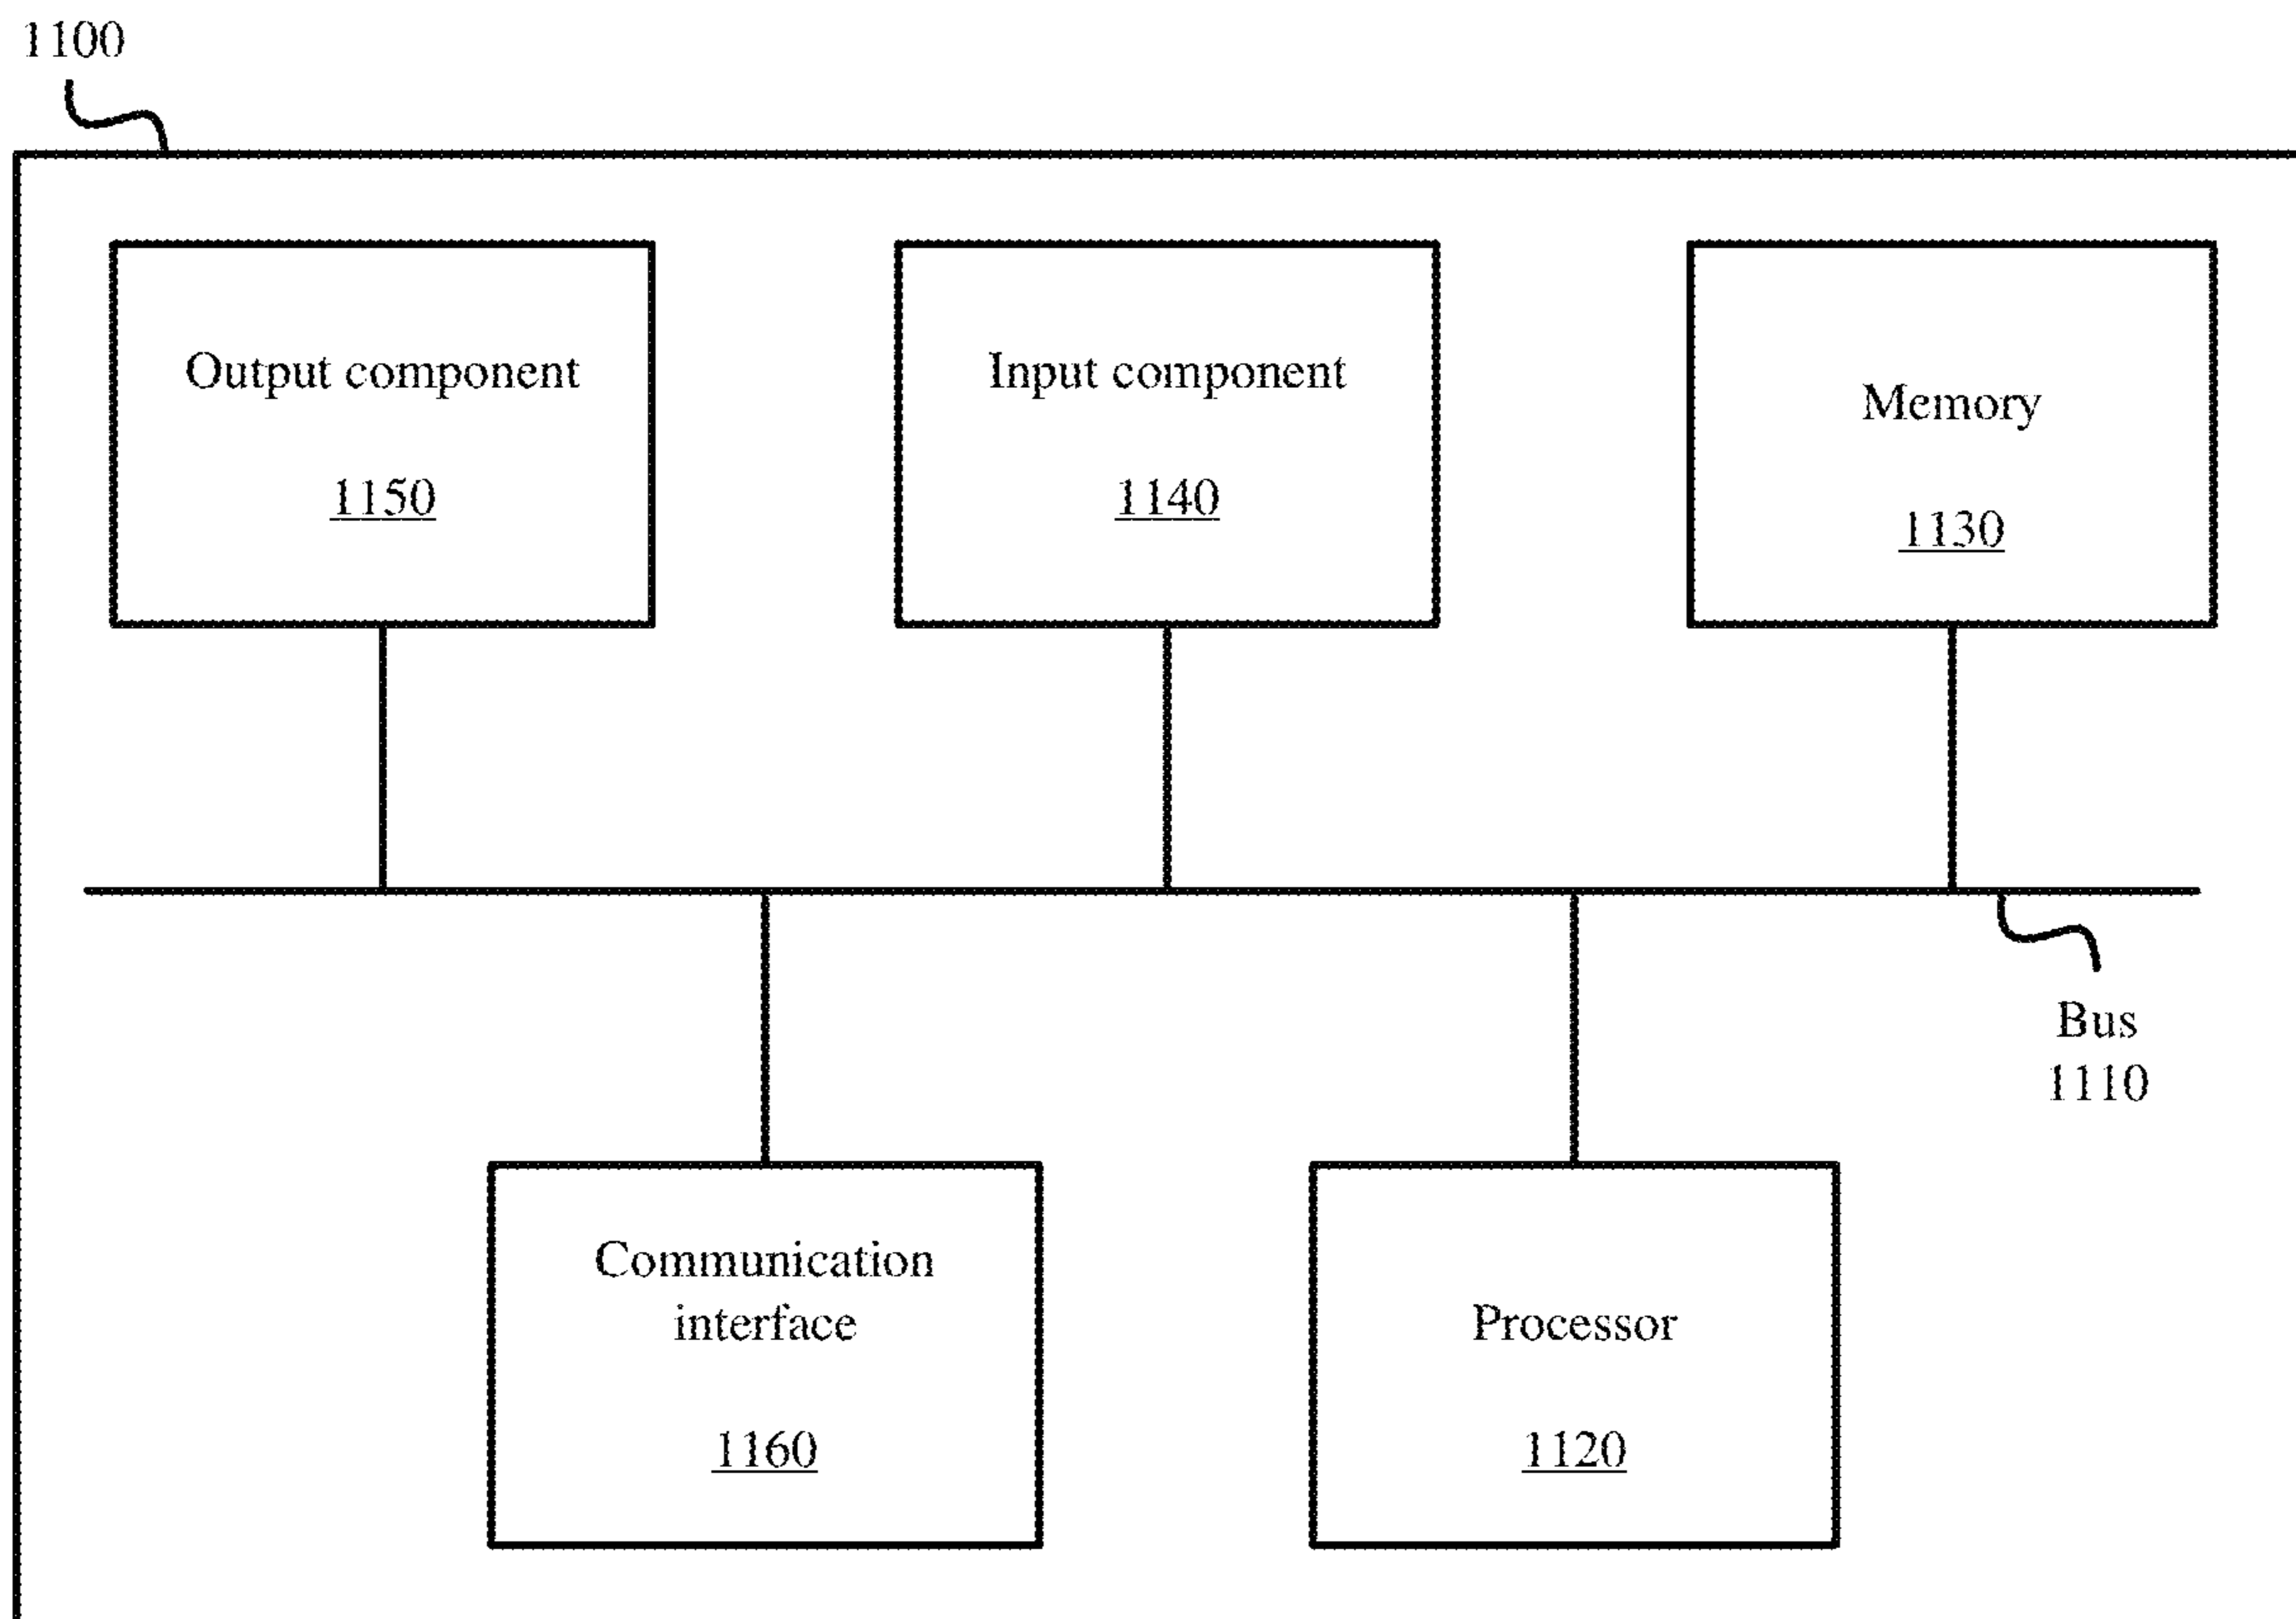 1100
Output component
1150
Input component
1140
Memory
1130
Bus
1110
Communication
interface
1160
Processor
1120